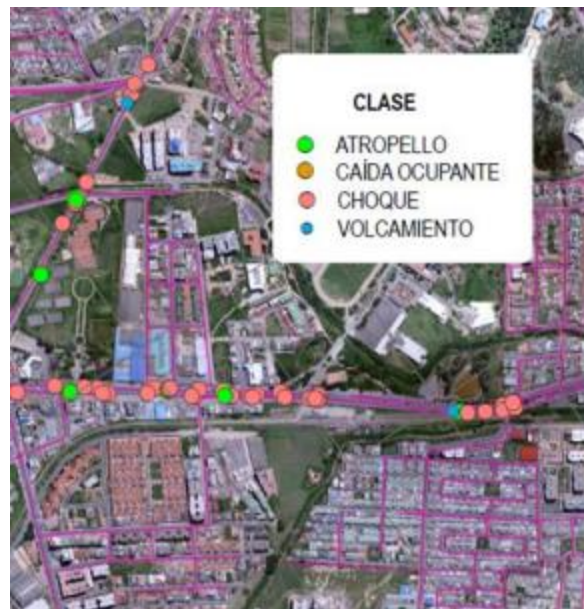 CLASE
ATROPELLO
CAÍDA OCUPANTE
CHOQUE
VOLCAMIENTO